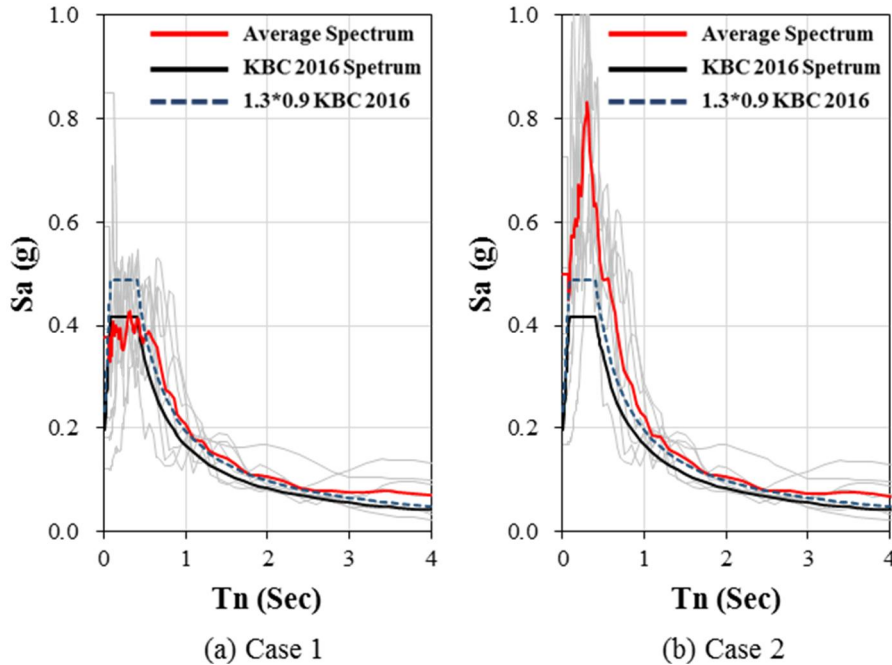 1.0
0.8
0.6
0.4
0.2
0.0
Sa (g)
Average Spectrum
KBC 2016 Spetrum
1.3*0.9 KBC 2016
0 1 2 3 4
Tn (Sec)
(a) Case 1
1.0
0.8
0.6
0.4
0.2
0.0
Sa (g)
Average Spectrum
KBC 2016 Spetrum
1.3*0.9 KBC 2016
0 1 2 3 4
Tn (Sec)
(b) Case 2